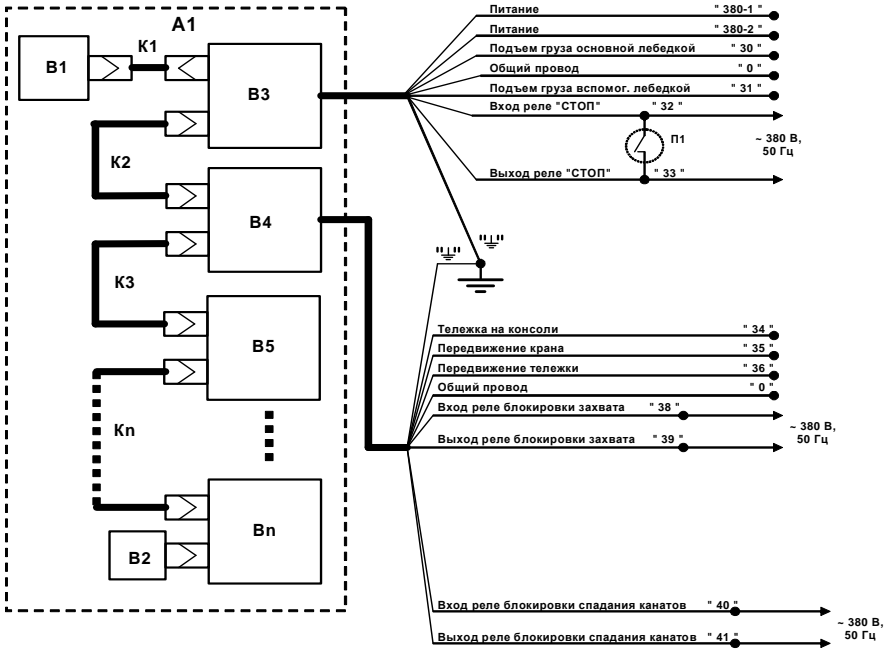 А1
В1
К1
В3
К2
В4
К3
В5
Кn
Вn
В2
Питание " 380-1 "
Питание " 380-2 "
Подъем груза основной лебедкой " 30 "
Общий провод " 0 "
Подъем груза вспомог. лебедкой " 31 "
Вход реле "СТОП" " 32 "
П1
~ 380 В,
50 Гц
Выход реле "СТОП" " 33 "
Тележка на консоли " 34 "
Передвижение крана " 35 "
Передвижение тележки " 36 "
Общий провод " 0 "
Вход реле блокировки захвата " 38 "
~ 380 В,
50 Гц
Выход реле блокировки захвата " 39 "
Вход реле блокировки спадания канатов " 40 "
~ 380 В,
50 Гц
Выход реле блокировки спадания канатов " 41 "